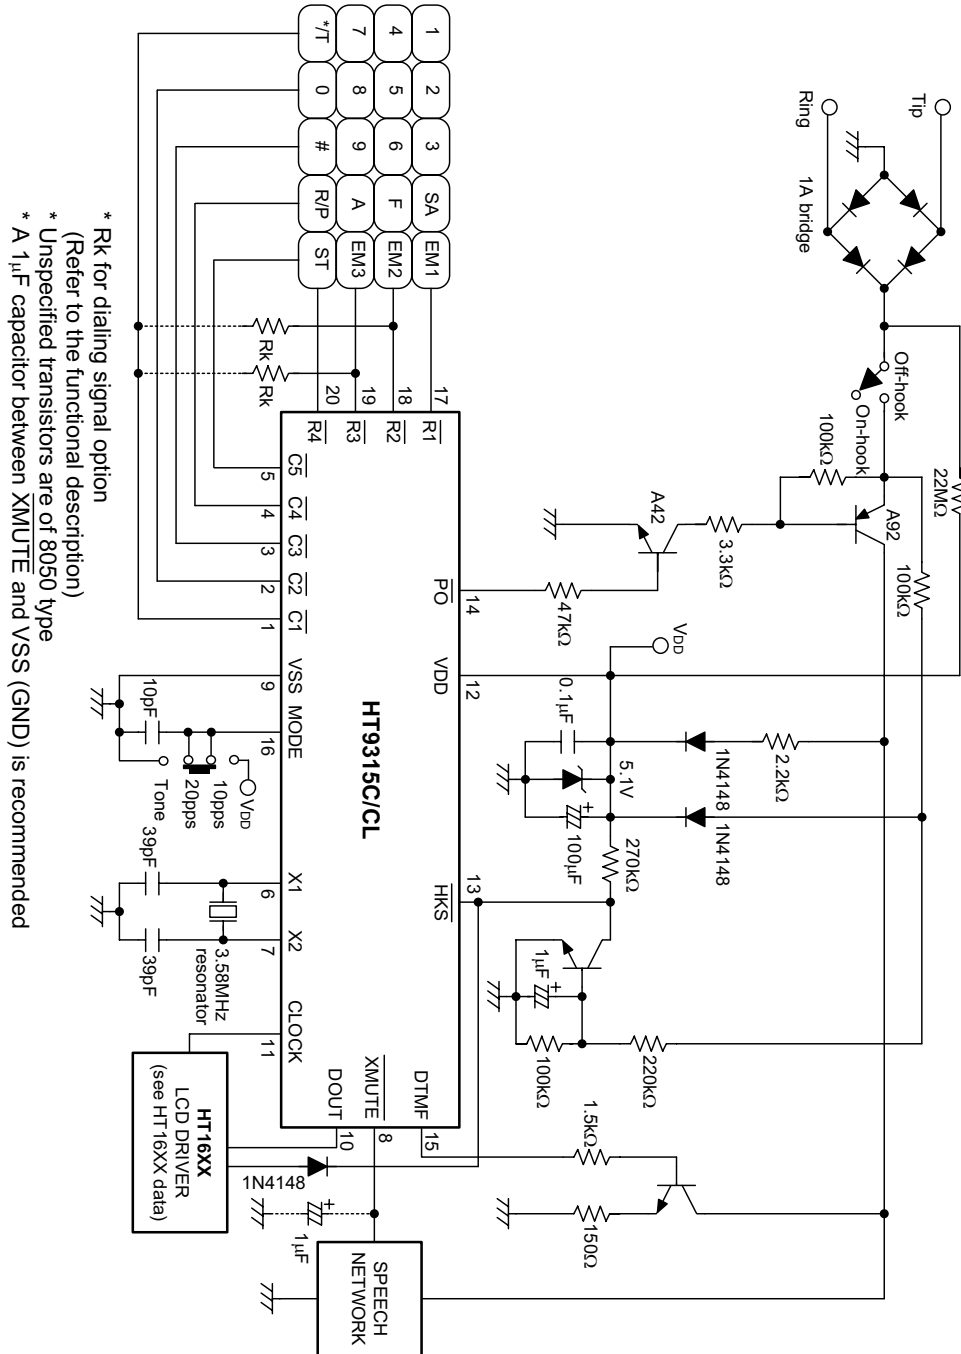 Tip
Ring
1A bridge
Off-hook
On-hook
22MΩ
100kΩ
A92
100kΩ
3.3kΩ
A42
47kΩ
VDD
0.1μF
5.1V
100μF
1N4148
2.2kΩ
1N4148
270kΩ
1μF
+
+
100kΩ
220kΩ
1.5kΩ
150Ω
1
2
3
SA
EM1
4
5
6
F
EM2
7
8
9
A
EM3
*/T
0
#
R/P
ST
Rk
Rk
17
18
19
20
R1
R2
R3
R4
14
PO
12
VDD
13
HKS
15
DTMF
8
XMUTE
10
DOUT
HT9315C/CL
C5
C4
C3
C2
C1
VSS
MODE
X1
X2
CLOCK
5
4
3
2
1
9
16
6
7
11
10pF
Tone
20pps
10pps
VDD
39pF
39pF
3.58MHz
resonator
HT16XX
LCD DRIVER
(see HT16XX data)
1N4148
+
1μF
SPEECH
NETWORK
* Rk for dialing signal option
(Refer to the functional description)
* Unspecified transistors are of 8050 type
* A 1μF capacitor between XMUTE and VSS (GND) is recommended